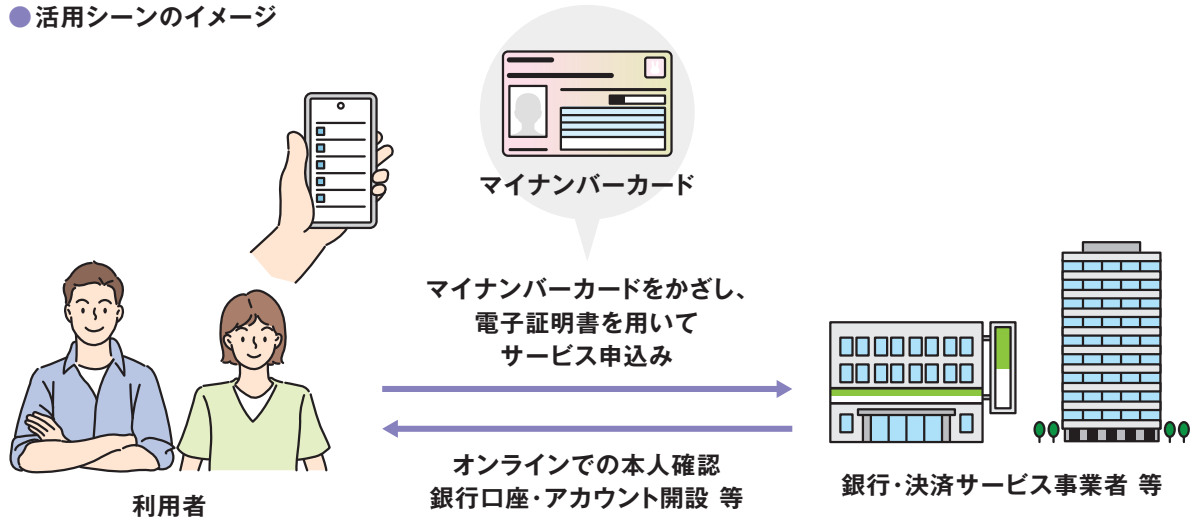 ●活用シーンのイメージ
マイナンバーカード
マイナンバーカードをかざし、
電子証明書を用いて
サービス申込み
オンラインでの本人確認
銀行口座・アカウント開設 等
利用者
銀行・決済サービス事業者 等